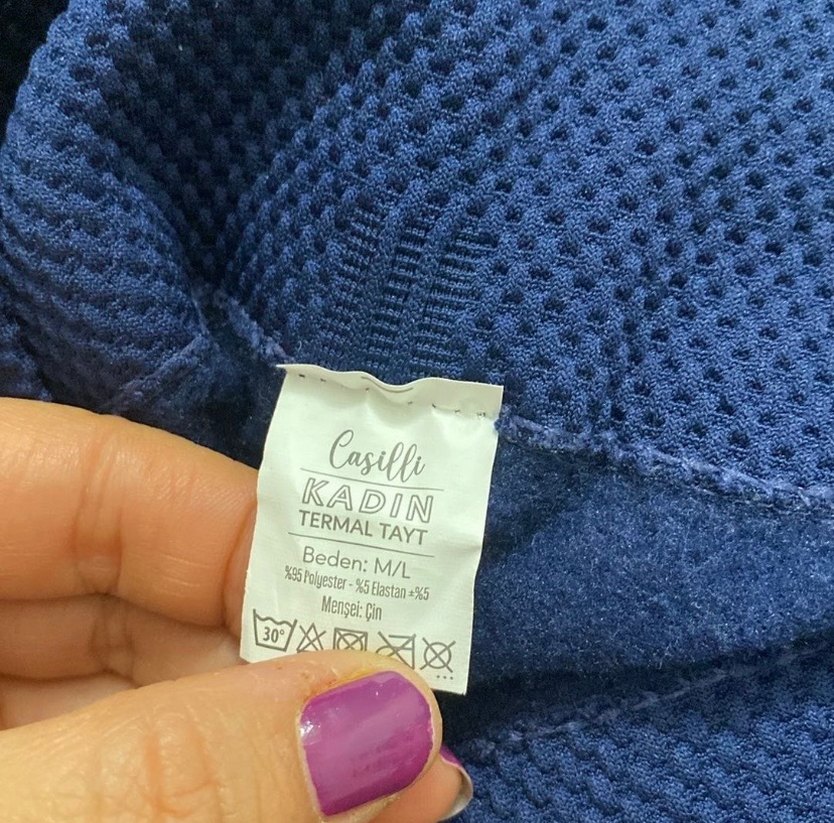 Casilli
KADIN
TERMAL TAYT
Beden: M/L
%95 Polyester - %5 Elastan ±%5
Menşei: Çin
30°